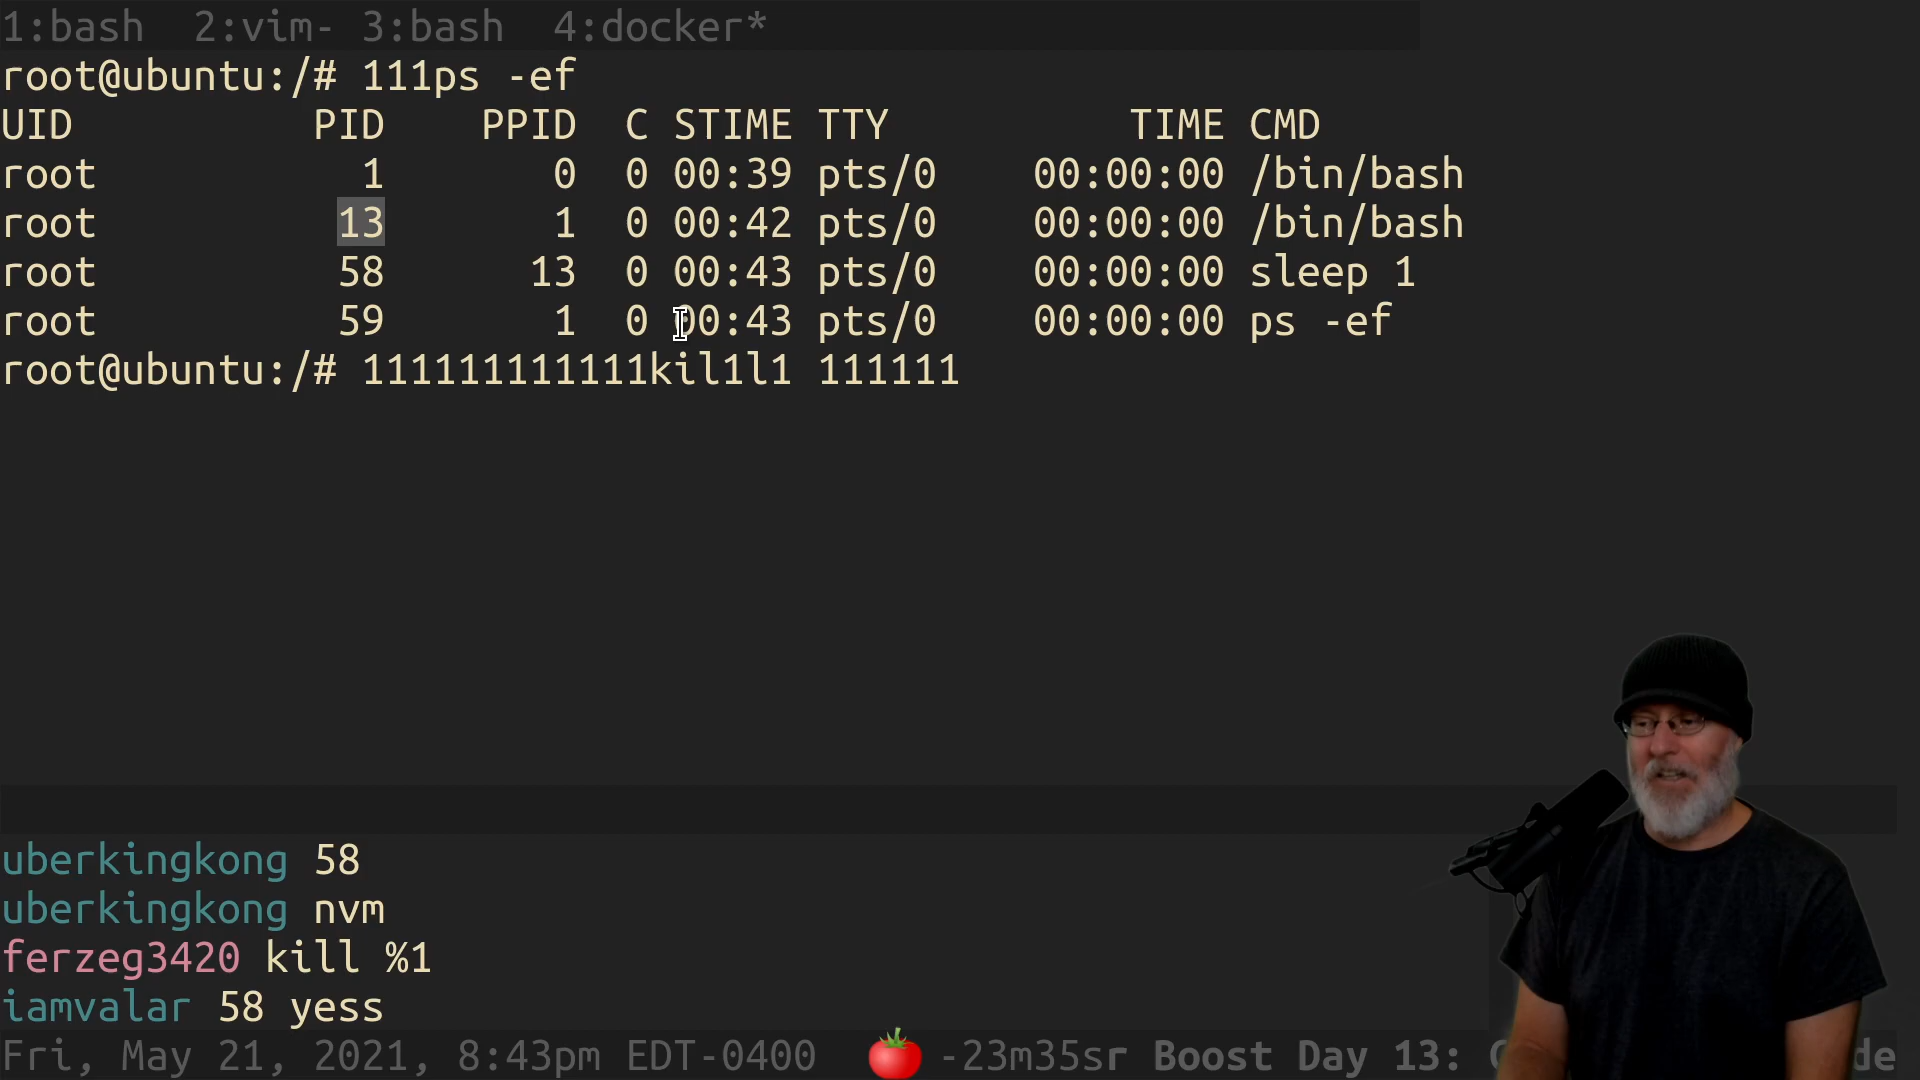 1:bash  2:vim- 3:bash  4:docker*
root@ubuntu:/# 111ps -ef
UID          PID    PPID  C STIME TTY          TIME CMD
root           1       0  0 00:39 pts/0    00:00:00 /bin/bash
root          13       1  0 00:42 pts/0    00:00:00 /bin/bash
root          58      13  0 00:43 pts/0    00:00:00 sleep 1
root          59       1  0 00:43 pts/0    00:00:00 ps -ef
root@ubuntu:/# 111111111111kil1l1 111111
uberkingkong 58
uberkingkong nvm
ferzeg3420 kill %1
iamvalar 58 yess
Fri, May 21, 2021, 8:43pm EDT-0400 -23m35sr Boost Day 13: de